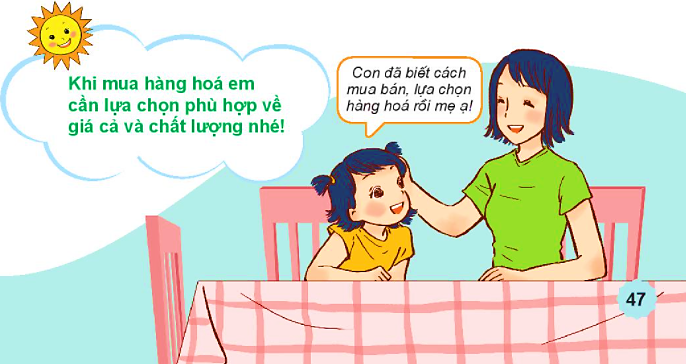 Khi mua hàng hoá em
cần lựa chọn phù hợp về
giá cả và chất lượng nhé!
Con đã biết cách
mua bán, lựa chọn
hàng hoá rồi mẹ ạ!
47